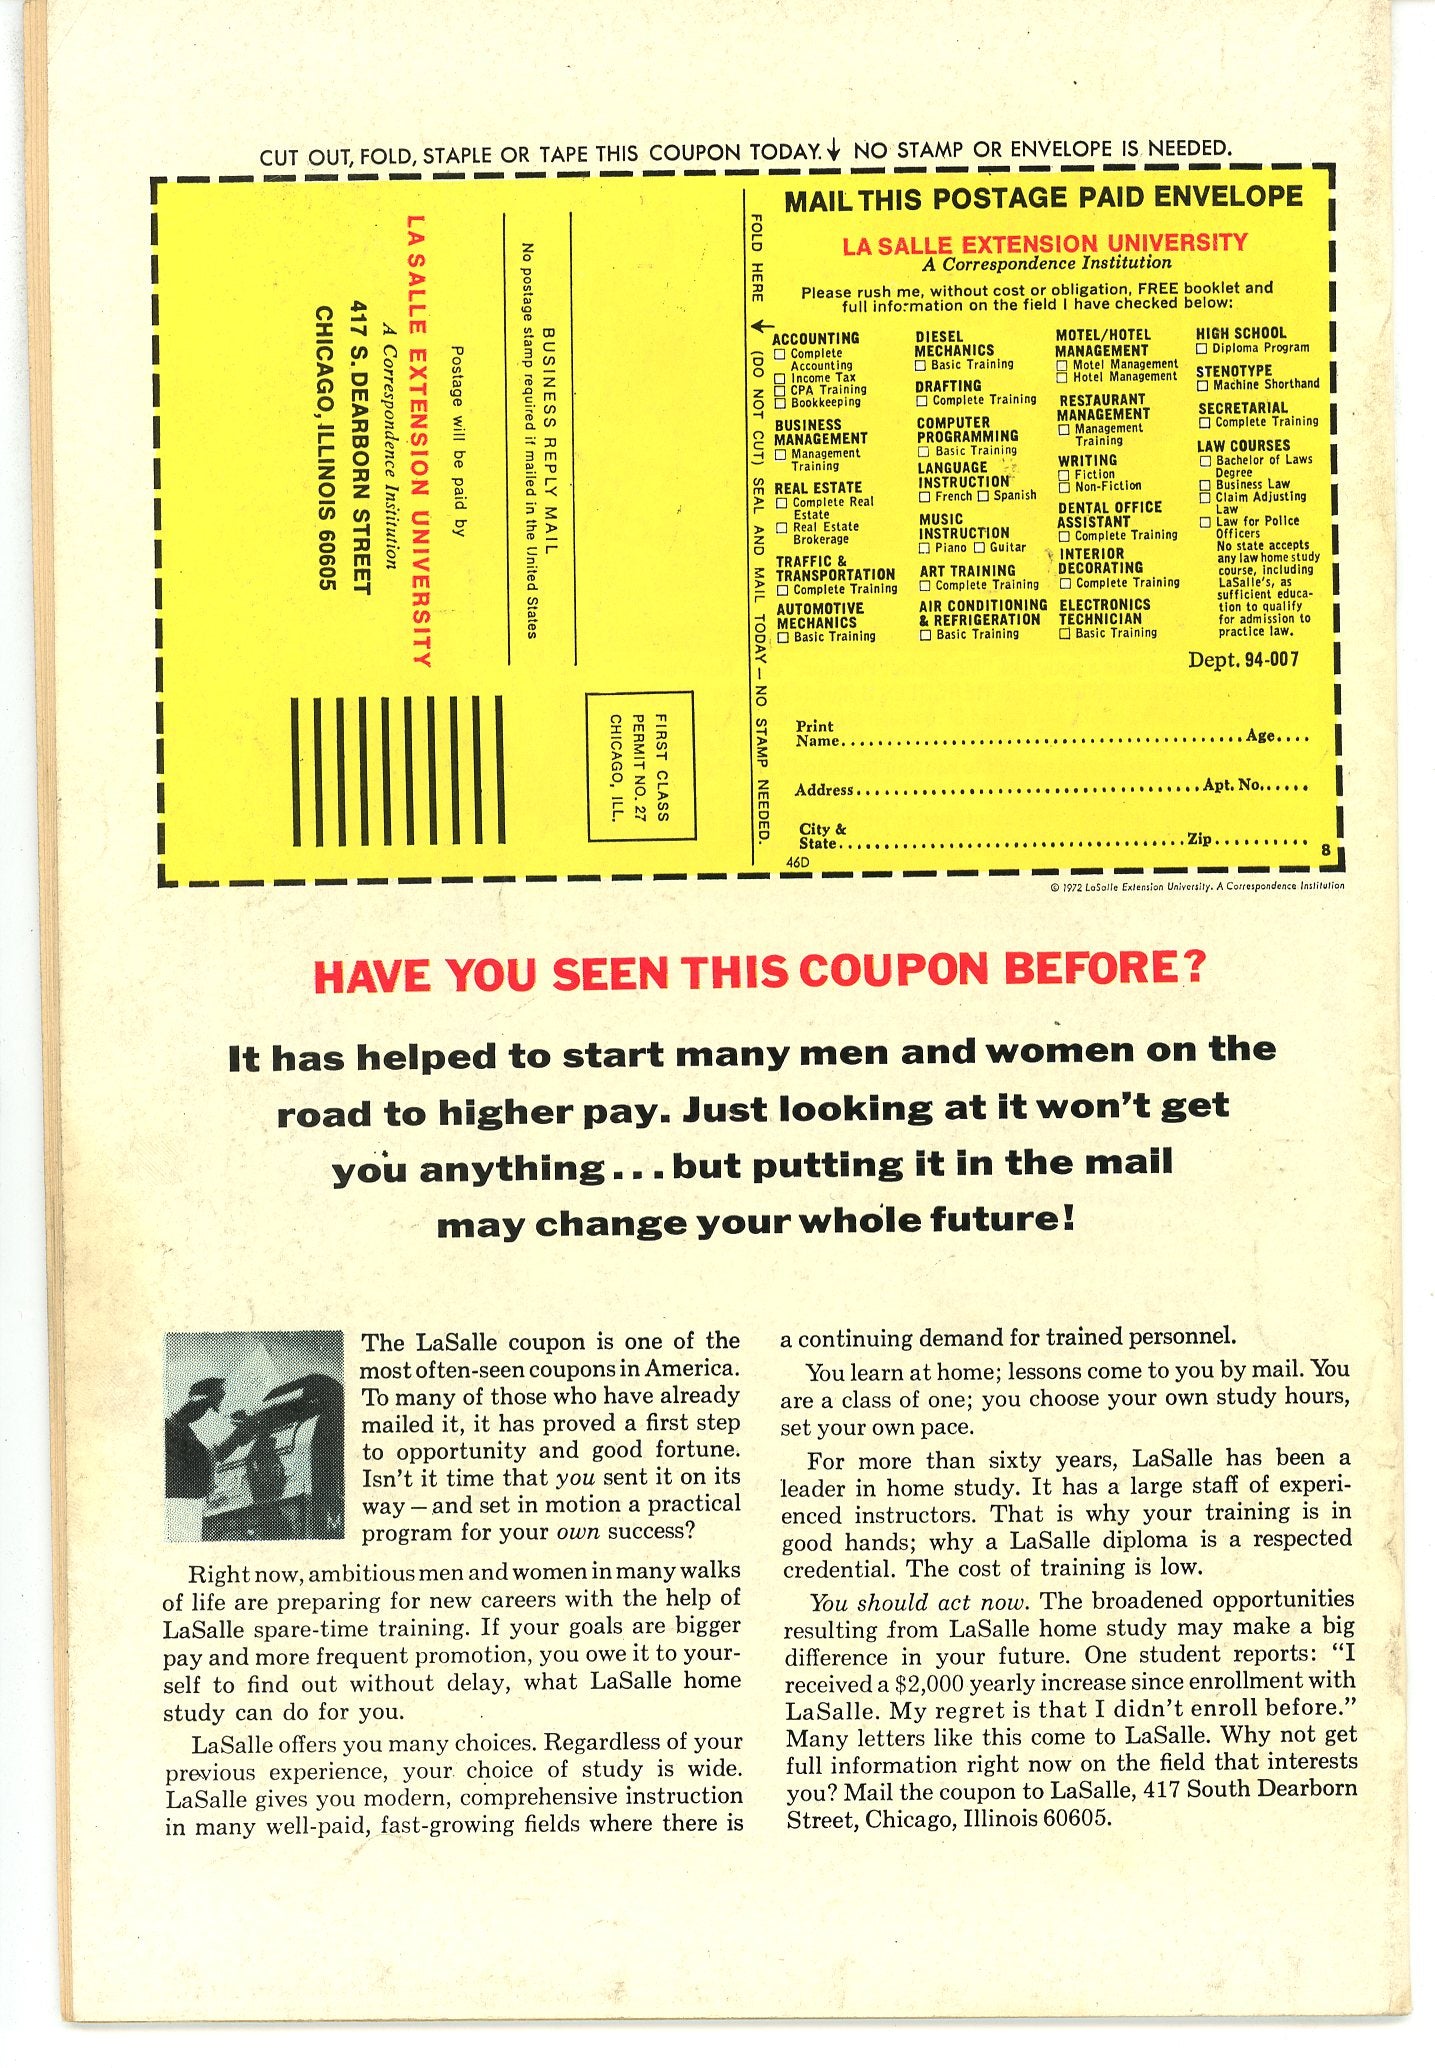 CUT OUT, FOLD, STAPLE OR TAPE THIS COUPON TODAY.↓ NO STAMP OR ENVELOPE IS NEEDED.
FIRST CLASS
PERMIT NO. 27
CHICAGO, ILL.
BUSINESS REPLY MAIL
No postage stamp required if mailed in the United States
Postage will be paid by
LA SALLE EXTENSION UNIVERSITY
A Correspondence Institution
417 S. DEARBORN STREET
CHICAGO, ILLINOIS 60605
FOLD HERE → (DO NOT CUT) SEAL AND MAIL TODAY — NO STAMP NEEDED.
MAIL THIS POSTAGE PAID ENVELOPE
LA SALLE EXTENSION UNIVERSITY
A Correspondence Institution
Please rush me, without cost or obligation, FREE booklet and
full information on the field I have checked below:
ACCOUNTING
□ Complete
Accounting
□ Income Tax
□ CPA Training
□ Bookkeeping
BUSINESS
MANAGEMENT
□ Management
Training
REAL ESTATE
□ Complete Real
Estate
□ Real Estate
Brokerage
TRAFFIC &
TRANSPORTATION
□ Complete Training
AUTOMOTIVE
MECHANICS
□ Basic Training
DIESEL
MECHANICS
□ Basic Training
DRAFTING
□ Complete Training
COMPUTER
PROGRAMMING
□ Basic Training
LANGUAGE
INSTRUCTION
□ French □ Spanish
MUSIC
INSTRUCTION
□ Piano □ Guitar
ART TRAINING
□ Complete Training
AIR CONDITIONING
& REFRIGERATION
□ Basic Training
MOTEL/HOTEL
MANAGEMENT
□ Motel Management
□ Hotel Management
RESTAURANT
MANAGEMENT
□ Management
Training
WRITING
□ Fiction
□ Non-Fiction
DENTAL OFFICE
ASSISTANT
□ Complete Training
INTERIOR
DECORATING
□ Complete Training
ELECTRONICS
TECHNICIAN
□ Basic Training
HIGH SCHOOL
□ Diploma Program
STENOTYPE
□ Machine Shorthand
SECRETARIAL
□ Complete Training
LAW COURSES
□ Bachelor of Laws
Degree
□ Business Law
□ Claim Adjusting
Law
□ Law for Police
Officers
No state accepts
any law home study
course, including
LaSalle's, as
sufficient educa-
tion to qualify
for admission to
practice law.
Dept. 94-007
Print
Name........................................Age....
Address...................................Apt. No......
City &
State...................................Zip..........
46D
8
© 1972 LaSalle Extension University. A Correspondence Institution
HAVE YOU SEEN THIS COUPON BEFORE?
It has helped to start many men and women on the
road to higher pay. Just looking at it won't get
you anything...but putting it in the mail
may change your whole future!
The LaSalle coupon is one of the
most often-seen coupons in America.
To many of those who have already
mailed it, it has proved a first step
to opportunity and good fortune.
Isn't it time that you sent it on its
way — and set in motion a practical
program for your own success?
Right now, ambitious men and women in many walks
of life are preparing for new careers with the help of
LaSalle spare-time training. If your goals are bigger
pay and more frequent promotion, you owe it to your-
self to find out without delay, what LaSalle home
study can do for you.
LaSalle offers you many choices. Regardless of your
previous experience, your choice of study is wide.
LaSalle gives you modern, comprehensive instruction
in many well-paid, fast-growing fields where there is
a continuing demand for trained personnel.
You learn at home; lessons come to you by mail. You
are a class of one; you choose your own study hours,
set your own pace.
For more than sixty years, LaSalle has been a
leader in home study. It has a large staff of experi-
enced instructors. That is why your training is in
good hands; why a LaSalle diploma is a respected
credential. The cost of training is low.
You should act now. The broadened opportunities
resulting from LaSalle home study may make a big
difference in your future. One student reports: "I
received a $2,000 yearly increase since enrollment with
LaSalle. My regret is that I didn't enroll before."
Many letters like this come to LaSalle. Why not get
full information right now on the field that interests
you? Mail the coupon to LaSalle, 417 South Dearborn
Street, Chicago, Illinois 60605.